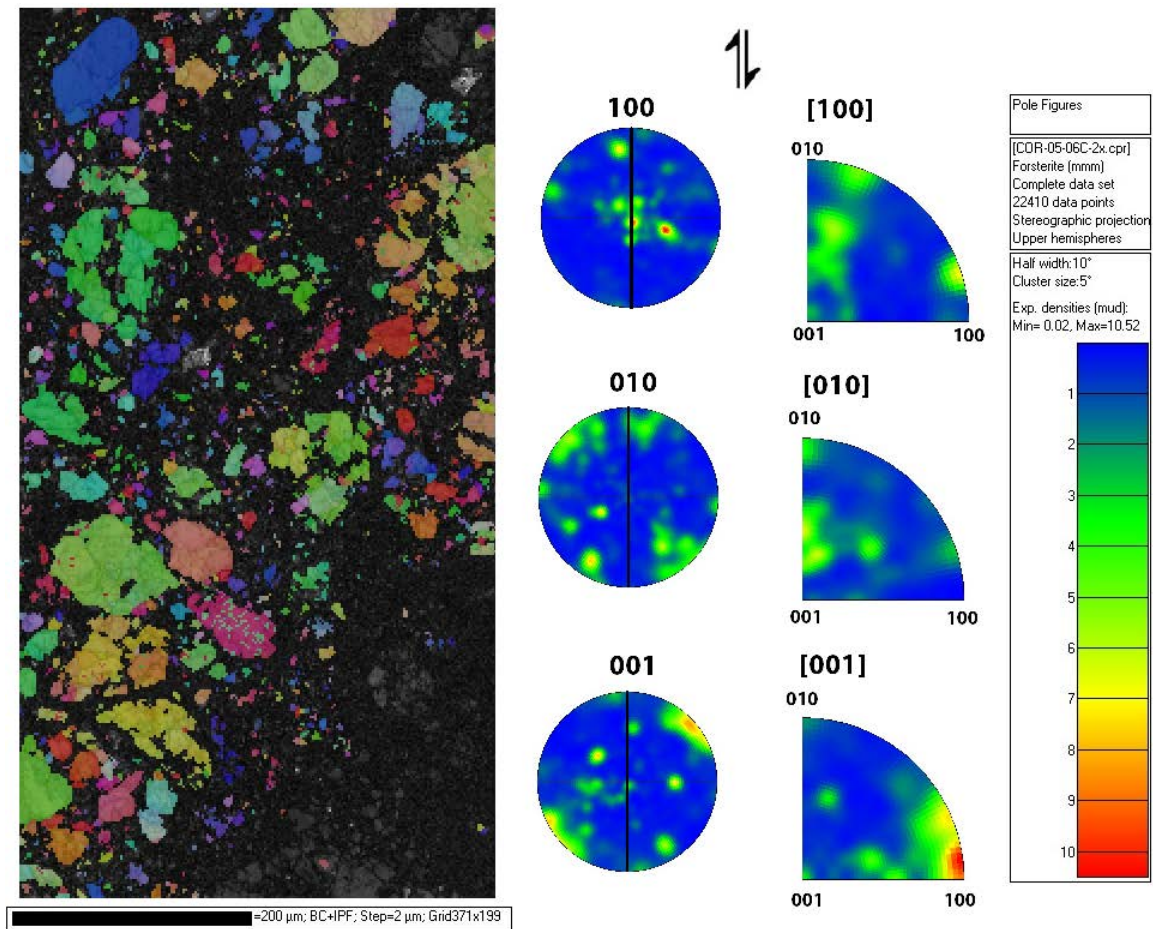 100
[100]
010
001
100
010
[010]
010
001
100
001
[001]
010
001
100
Pole Figures
[COR-05-06C-2x.cpr]
Forsterite (mmm)
Complete data set
22410 data points
Stereographic projection
Upper hemispheres
Half width:10°
Cluster size:5°
Exp. densities (mud):
Min= 0.02, Max=10.52
1
2
3
4
5
6
7
8
9
10
=200 µm; BC+IPF; Step=2 µm; Grid371x199